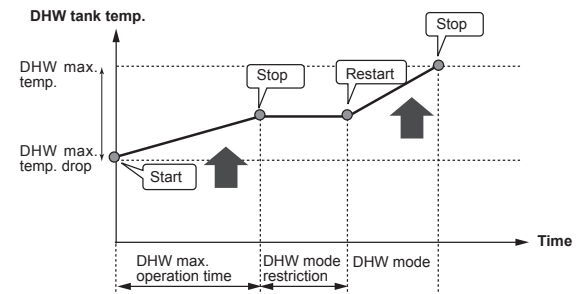 DHW tank temp.
DHW max.
temp.
Stop
Stop
Restart
DHW max.
temp. drop
Start
Time
DHW max.
operation time
DHW mode
restriction
DHW mode